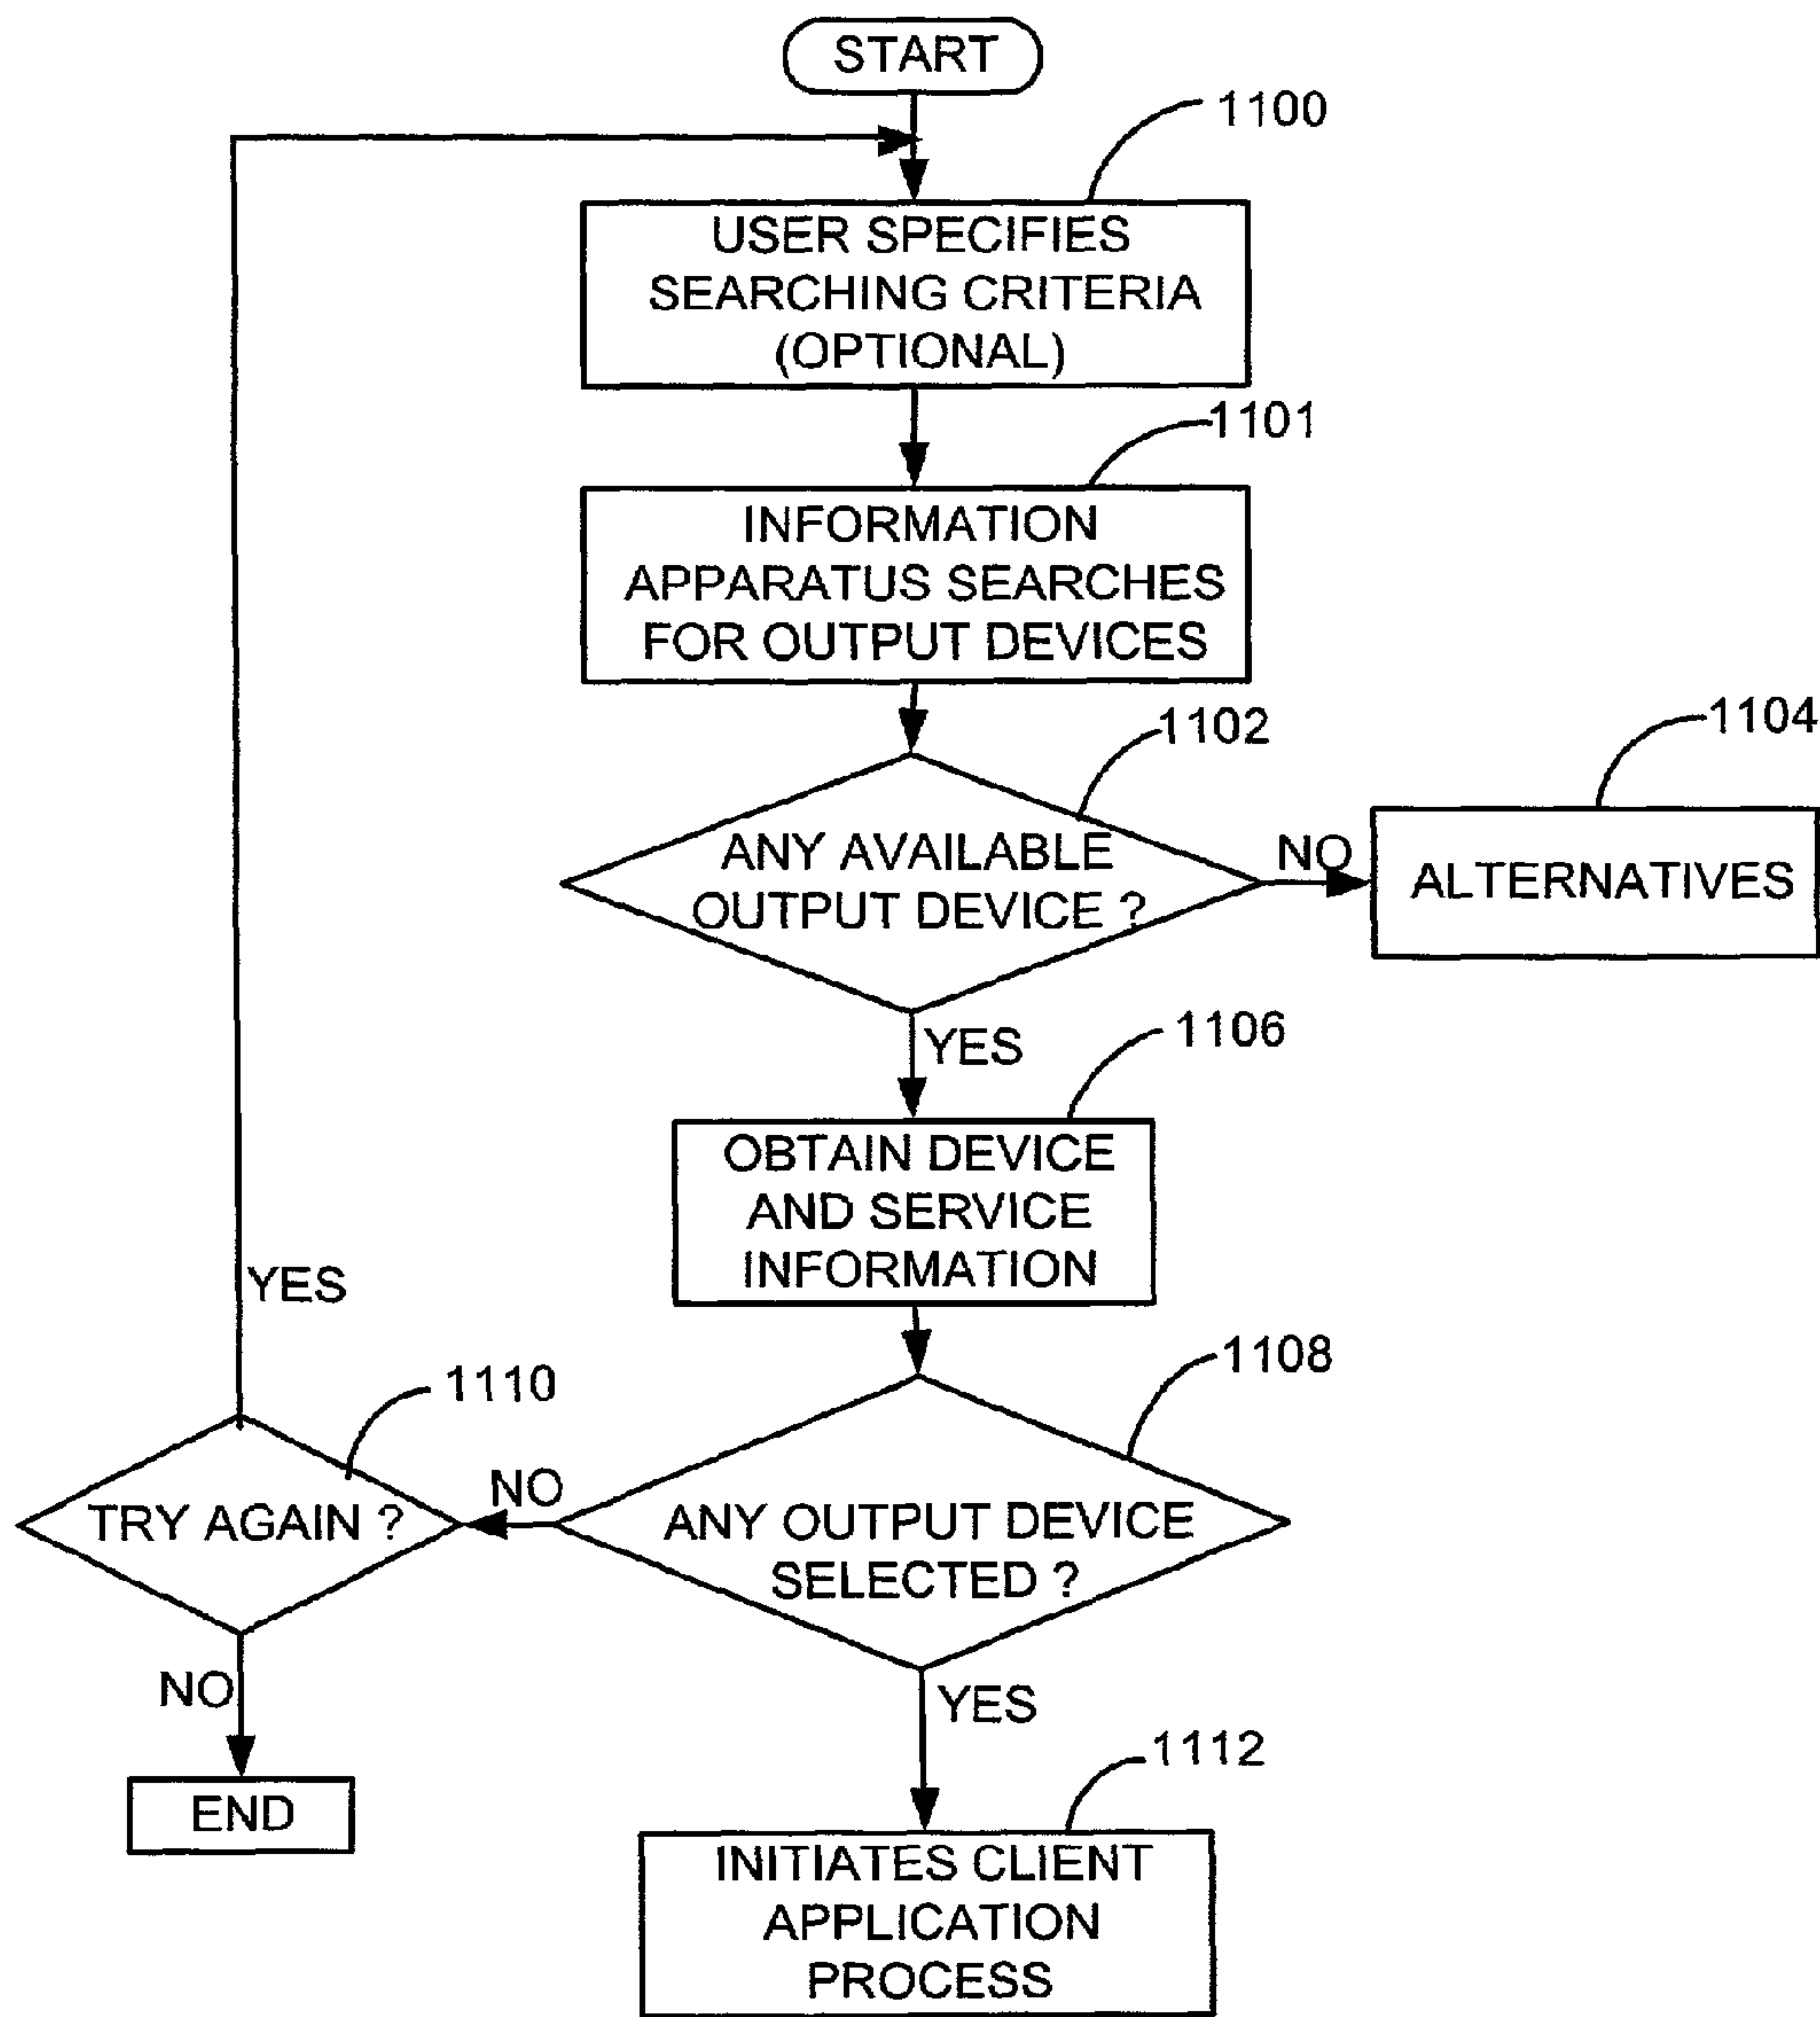 START
1100
USER SPECIFIES
SEARCHING CRITERIA
(OPTIONAL)
1101
INFORMATION
APPARATUS SEARCHES
FOR OUTPUT DEVICES
1102
1104
ANY AVAILABLE
OUTPUT DEVICE ?
NO
ALTERNATIVES
YES
1106
OBTAIN DEVICE
AND SERVICE
INFORMATION
YES
1108
1110
TRY AGAIN ?
NO
ANY OUTPUT DEVICE
SELECTED ?
NO
YES
1112
END
INITIATES CLIENT
APPLICATION
PROCESS